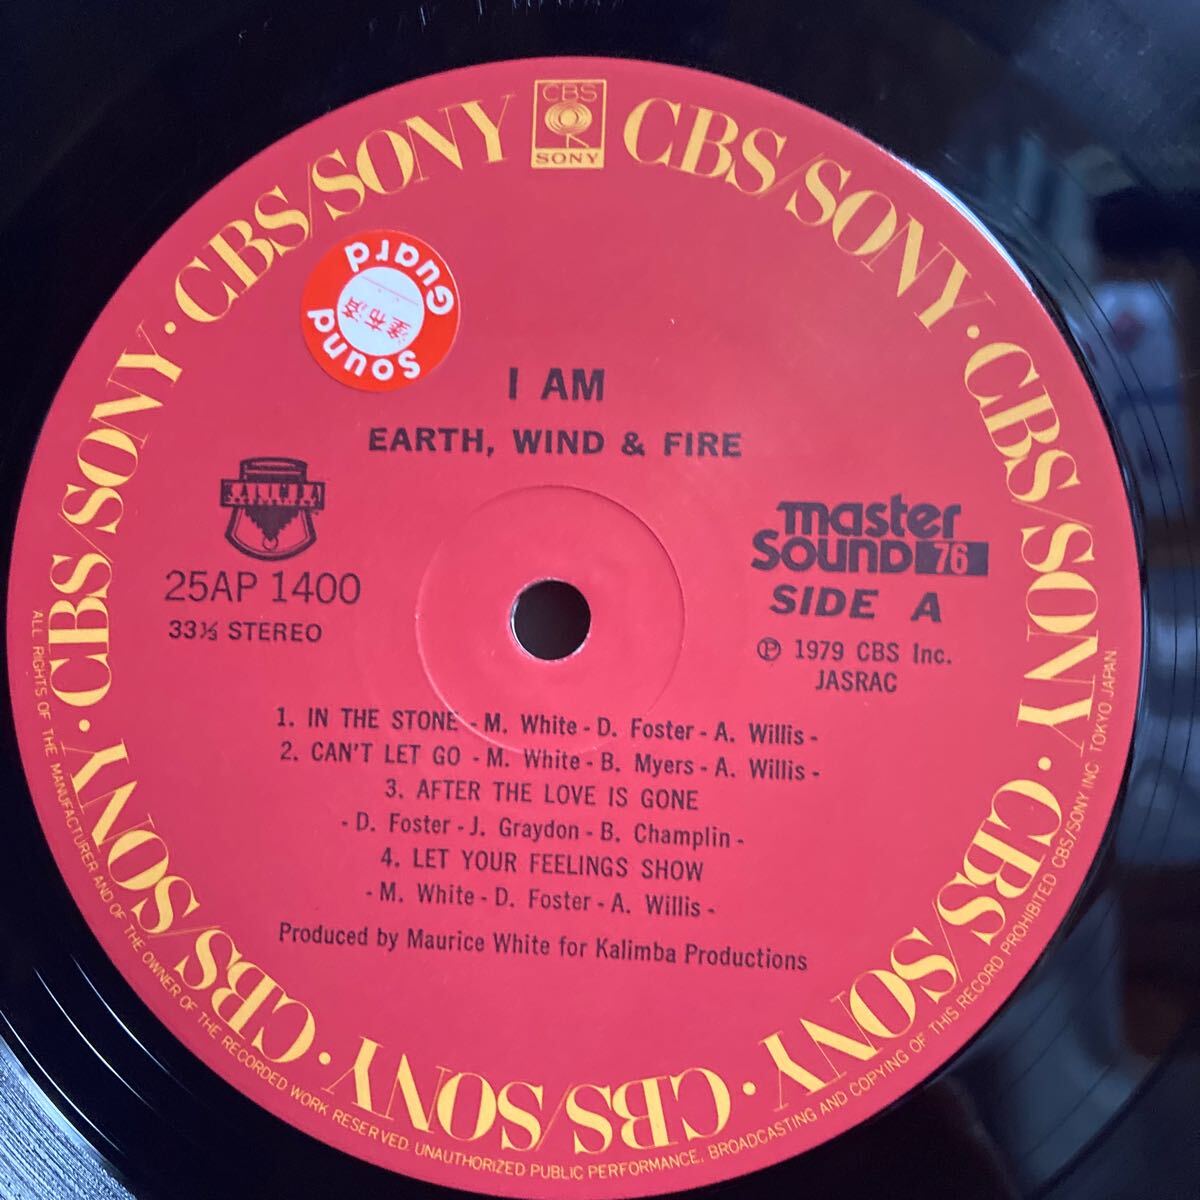 CBS
SONY
CBS/SONY · CBS/SONY · CBS/SONY · CBS/SONY · CBS/SONY · CBS/SONY · CBS/SONY · CBS/SONY
Sound Guard
塗布済
I AM
EARTH, WIND & FIRE
KALIMBA
PRODUCTIONS
25AP 1400
33⅓ STEREO
master
Sound 76
SIDE A
Ⓟ 1979 CBS Inc.
JASRAC
1. IN THE STONE - M. White - D. Foster - A. Willis -
2. CAN'T LET GO - M. White - B. Myers - A. Willis -
3. AFTER THE LOVE IS GONE
- D. Foster - J. Graydon - B. Champlin -
4. LET YOUR FEELINGS SHOW
- M. White - D. Foster - A. Willis -
Produced by Maurice White for Kalimba Productions
ALL RIGHTS OF THE MANUFACTURER AND OF THE OWNER OF THE RECORDED WORK RESERVED. UNAUTHORIZED PUBLIC PERFORMANCE, BROADCASTING AND COPYING OF THIS RECORD PROHIBITED CBS/SONY INC TOKYO JAPAN